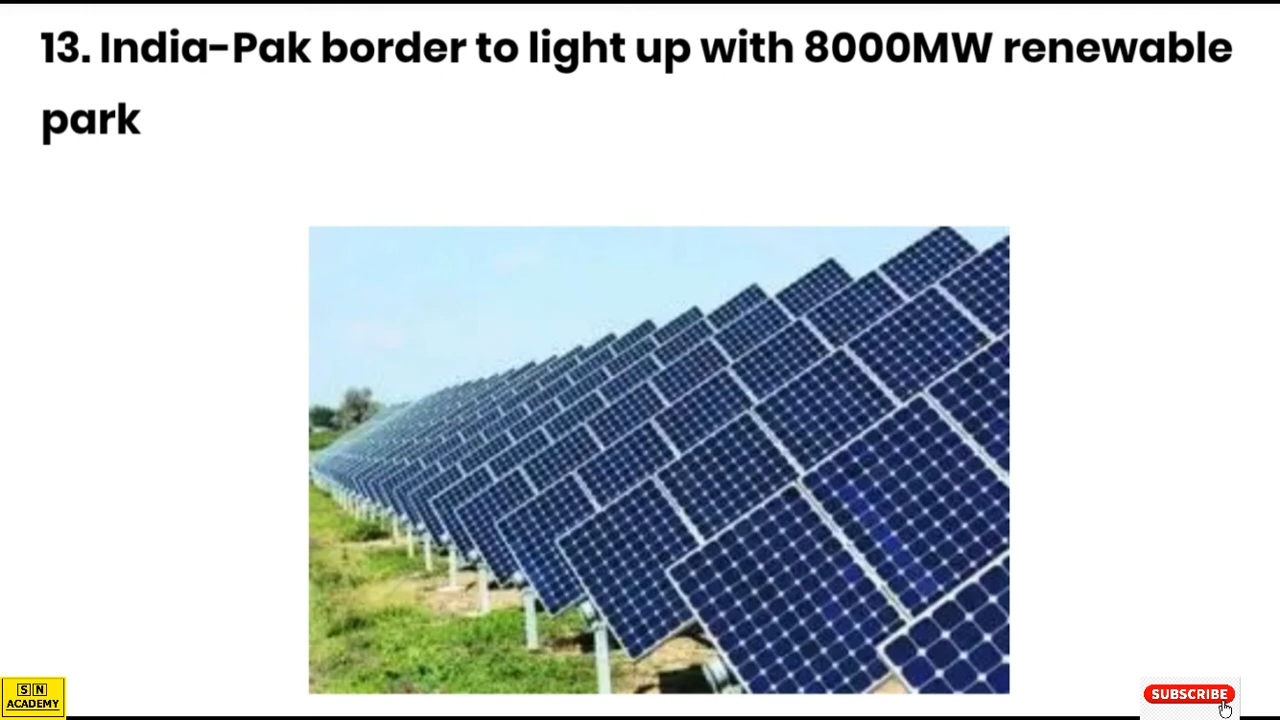 13. India-Pak border to light up with 8000MW renewable
park
S N
ACADEMY
SUBSCRIBE